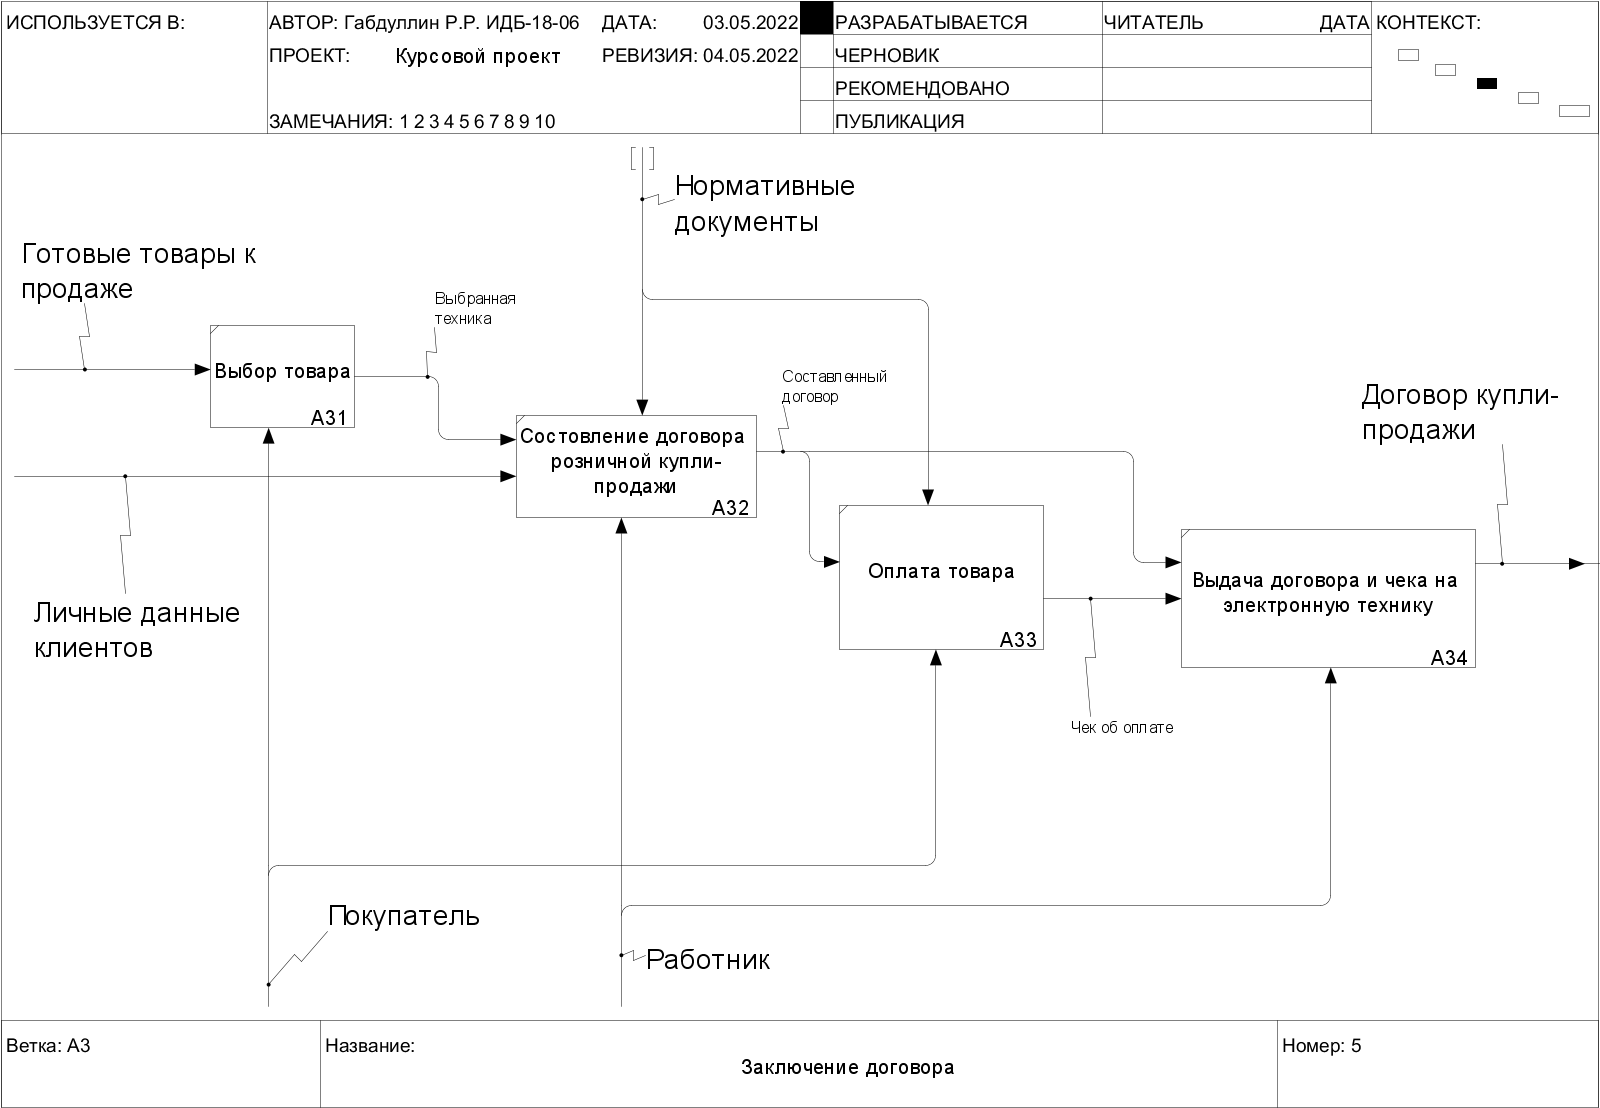 ИСПОЛЬЗУЕТСЯ В:
АВТОР: Габдуллин Р.Р. ИДБ-18-06 ДАТА: 03.05.2022
ПРОЕКТ: Курсовой проект РЕВИЗИЯ: 04.05.2022
ЗАМЕЧАНИЯ: 1 2 3 4 5 6 7 8 9 10
РАЗРАБАТЫВАЕТСЯ
ЧЕРНОВИК
РЕКОМЕНДОВАНО
ПУБЛИКАЦИЯ
ЧИТАТЕЛЬ ДАТА
КОНТЕКСТ:
Нормативные
документы
Готовые товары к
продаже
Выбранная
техника
Выбор товара
A31
Составленный
договор
Договор купли-
продажи
Состовление договора
розничной купли-
продажи
A32
Оплата товара
A33
Выдача договора и чека на
электронную технику
A34
Личные данные
клиентов
Чек об оплате
Покупатель
Работник
Ветка: A3
Название:
Заключение договора
Номер: 5